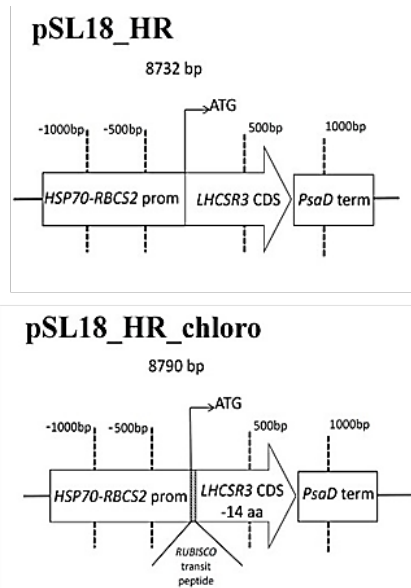 pSL18_HR
8732 bp
ATG
-1000bp -500bp 500bp 1000bp
HSP70-RBCS2 prom LHCSR3 CDS PsaD term
pSL18_HR_chloro
8790 bp
ATG
-1000bp -500bp 500bp 1000bp
HSP70-RBCS2 prom LHCSR3 CDS PsaD term
-14 aa
RUBISCO
transit
peptide